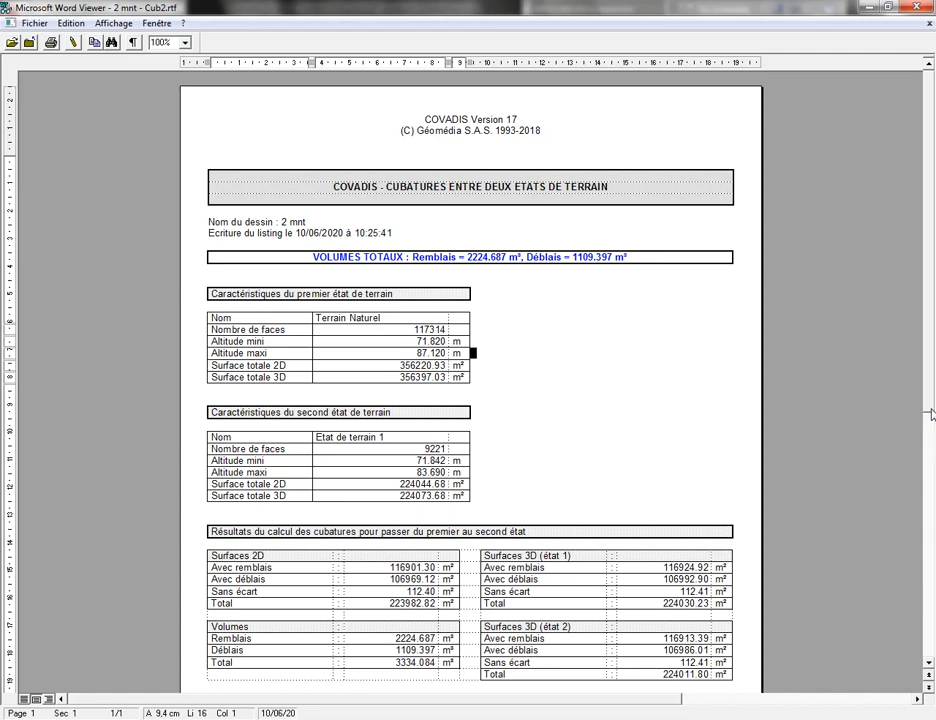 Microsoft Word Viewer - 2 mnt - Cub2.rtf
Fichier Edition Affichage Fenêtre ?
100%
COVADIS Version 17
(C) Géomédia S.A.S. 1993-2018
COVADIS - CUBATURES ENTRE DEUX ETATS DE TERRAIN
Nom du dessin : 2 mnt
Ecriture du listing le 10/06/2020 à 10:25:41
VOLUMES TOTAUX : Remblais = 2224.687 m³, Déblais = 1109.397 m³
Caractéristiques du premier état de terrain
Nom Terrain Naturel
Nombre de faces 117314
Altitude mini 71.820 m
Altitude maxi 87.120 m
Surface totale 2D 356220.93 m²
Surface totale 3D 356397.03 m²
Caractéristiques du second état de terrain
Nom Etat de terrain 1
Nombre de faces 9221
Altitude mini 71.842 m
Altitude maxi 83.690 m
Surface totale 2D 224044.68 m²
Surface totale 3D 224073.68 m²
Résultats du calcul des cubatures pour passer du premier au second état
Surfaces 2D : : Surfaces 3D (état 1) : :
Avec remblais : : 116901.30 m² Avec remblais : : 116924.92 m²
Avec déblais : : 106969.12 m² Avec déblais : : 106992.90 m²
Sans écart : : 112.40 m² Sans écart : : 112.41 m²
Total : : 223982.82 m² Total : : 224030.23 m²
Volumes : : Surfaces 3D (état 2) : :
Remblais : : 2224.687 m³ Avec remblais : : 116913.39 m²
Déblais : : 1109.397 m³ Avec déblais : : 106986.01 m²
Total : : 3334.084 m³ Sans écart : : 112.41 m²
Total : : 224011.80 m²
Page 1 Sec 1 1/1 A 9,4 cm Li 16 Col 1 10/06/20